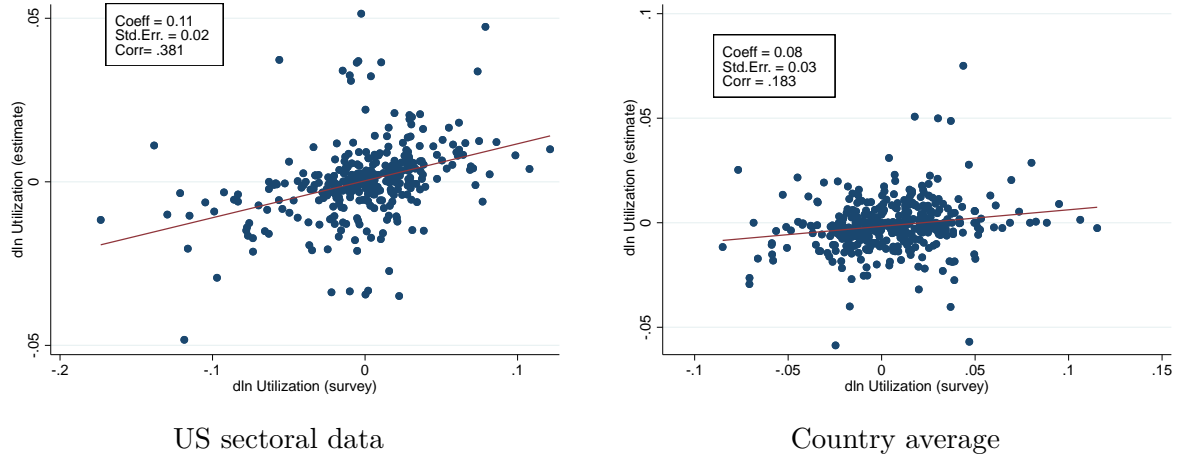 Coeff = 0.11
Std.Err. = 0.02
Corr= .381
dln Utilization (estimate)
.05
0
-.05
-.2
-.1
0
.1
dln Utilization (survey)
US sectoral data
Coeff = 0.08
Std.Err. = 0.03
Corr = .183
dln Utilization (estimate)
.1
.05
0
-.05
-.1
-.05
0
.05
.1
.15
dln Utilization (survey)
Country average